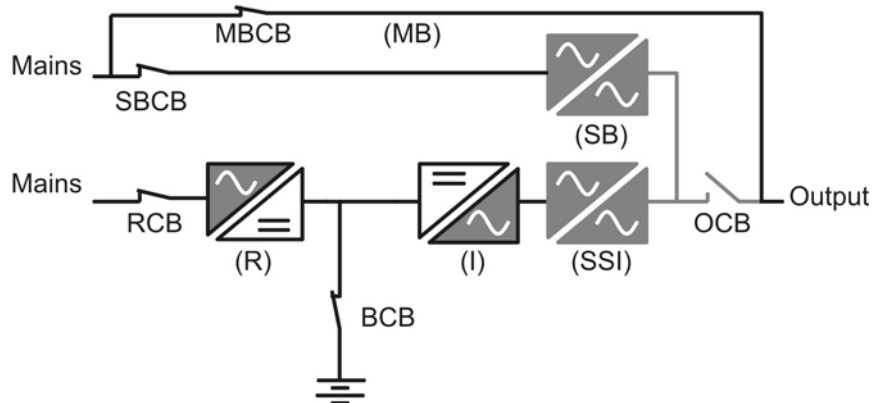 MBCB (MB)
Mains
SBCB
(SB)
Mains
Output
RCB
OCB
(R) (I) (SSI)
BCB